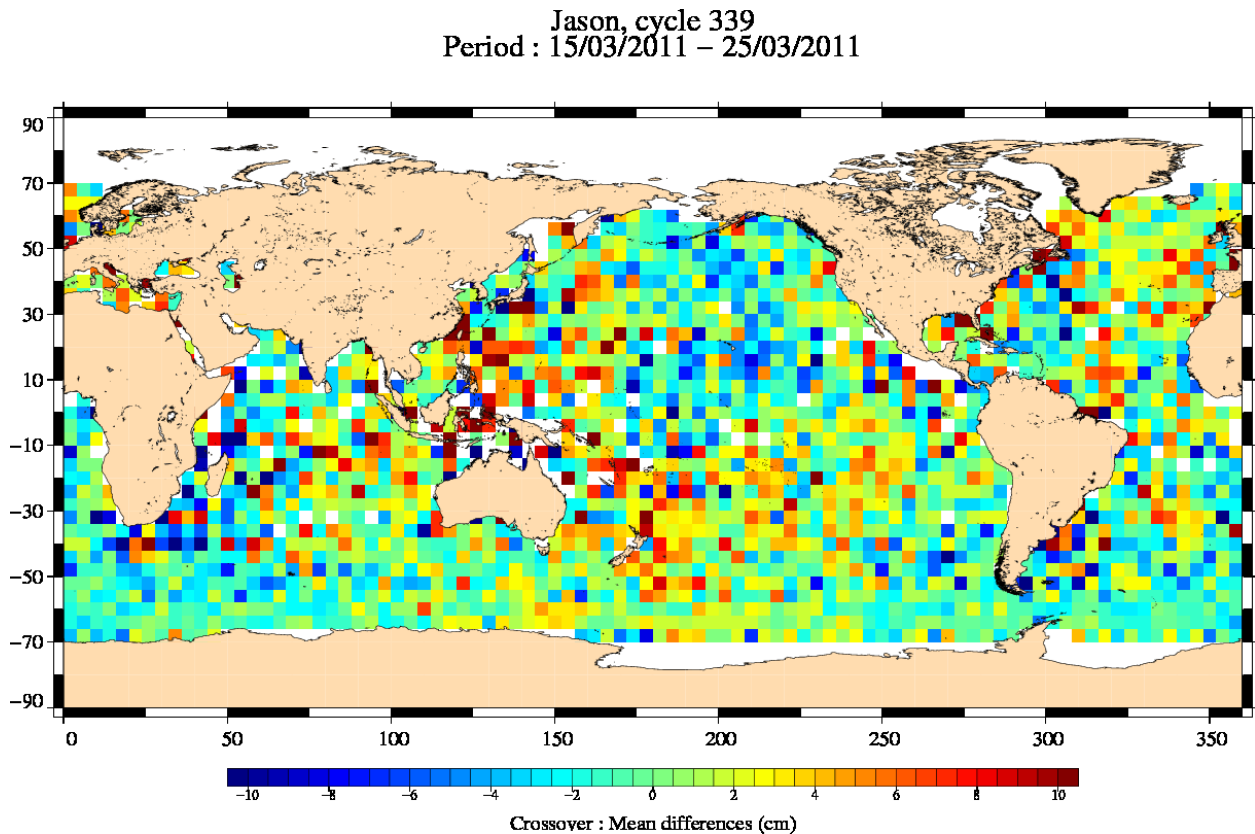 Jason, cycle 339
Period : 15/03/2011 − 25/03/2011
90
70
50
30
10
−10
−30
−50
−70
−90
0 50 100 150 200 250 300 350
−10 −8 −6 −4 −2 0 2 4 6 8 10
Crossover : Mean differences (cm)